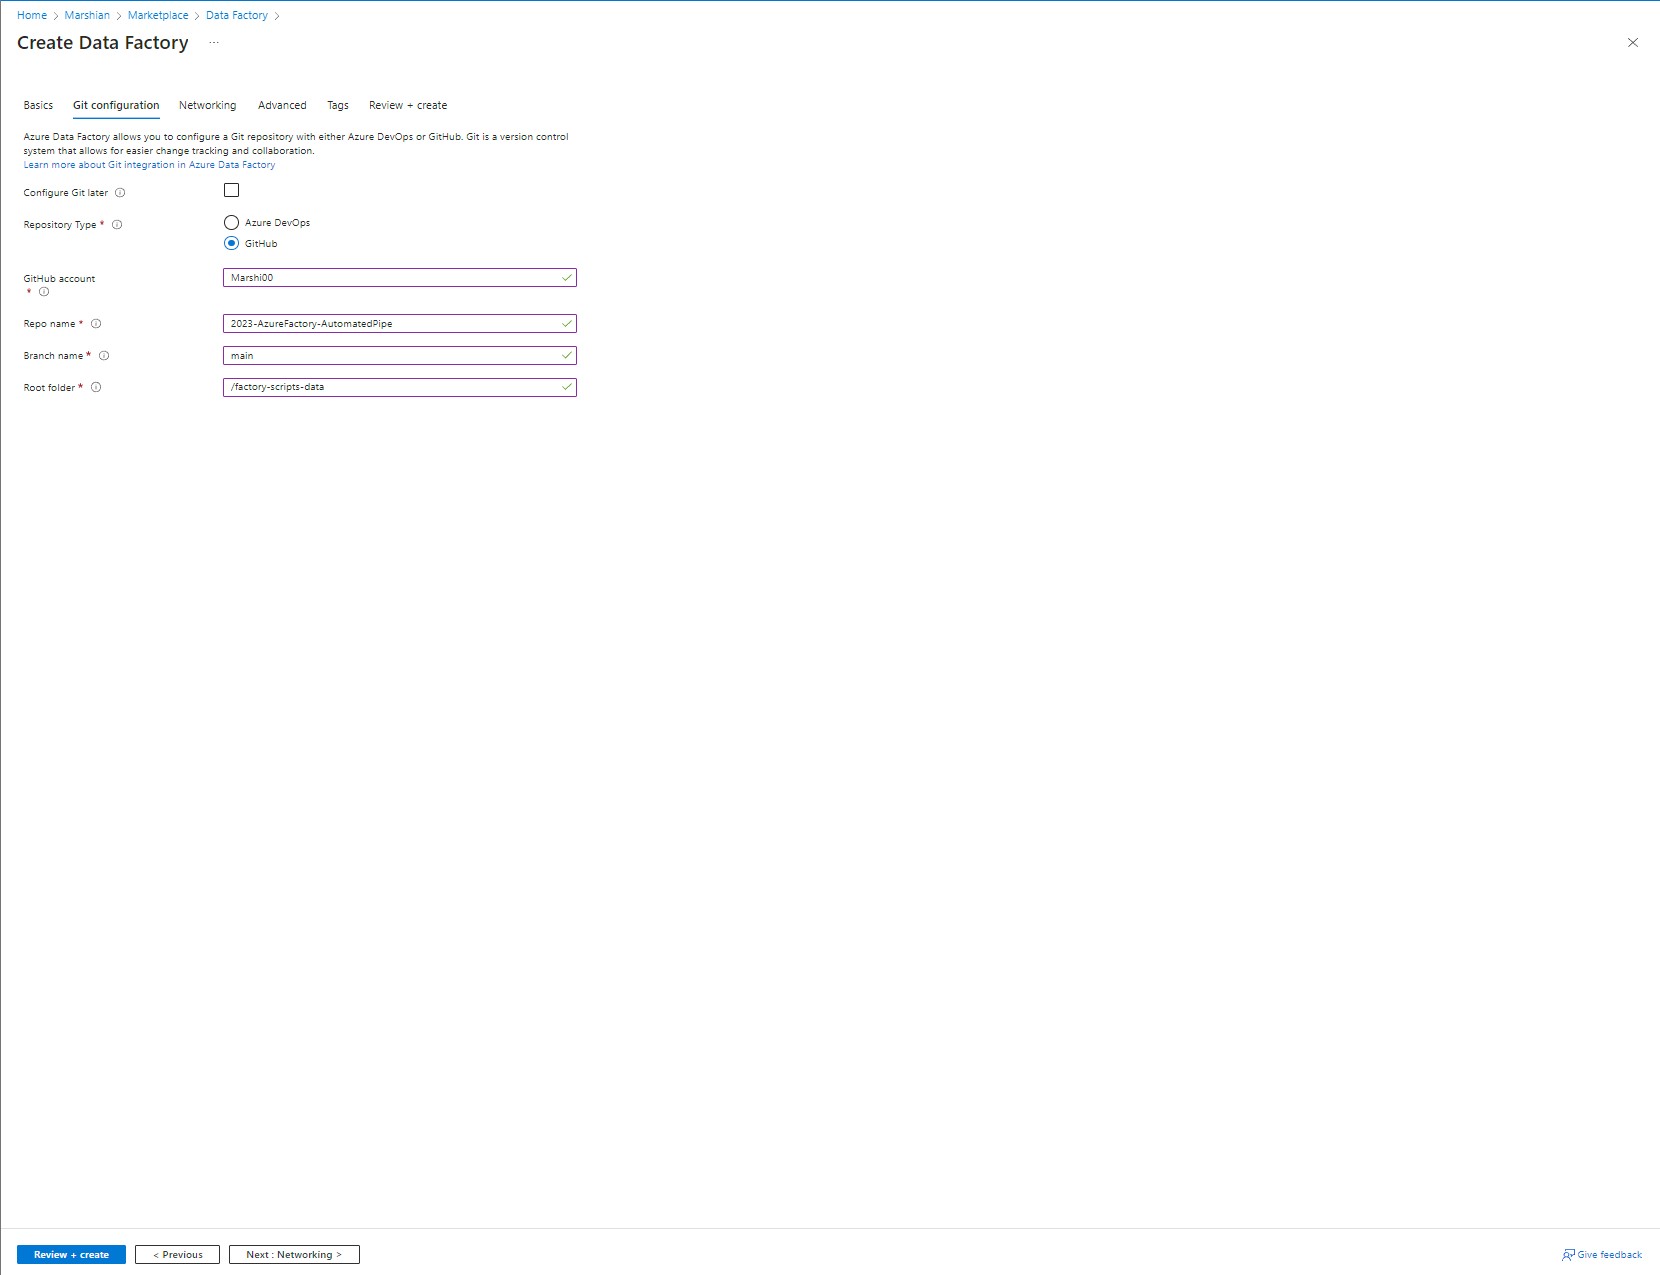 Home > Marshian > Marketplace > Data Factory >
Create Data Factory ...
Basics Git configuration Networking Advanced Tags Review + create
Azure Data Factory allows you to configure a Git repository with either Azure DevOps or GitHub. Git is a version control
system that allows for easier change tracking and collaboration.
Learn more about Git integration in Azure Data Factory
Configure Git later
Repository Type *
Azure DevOps
GitHub
GitHub account
*
Marshi00
Repo name * 2023-AzureFactory-AutomatedPipe
Branch name * main
Root folder * /factory-scripts-data
Review + create < Previous Next : Networking > Give feedback